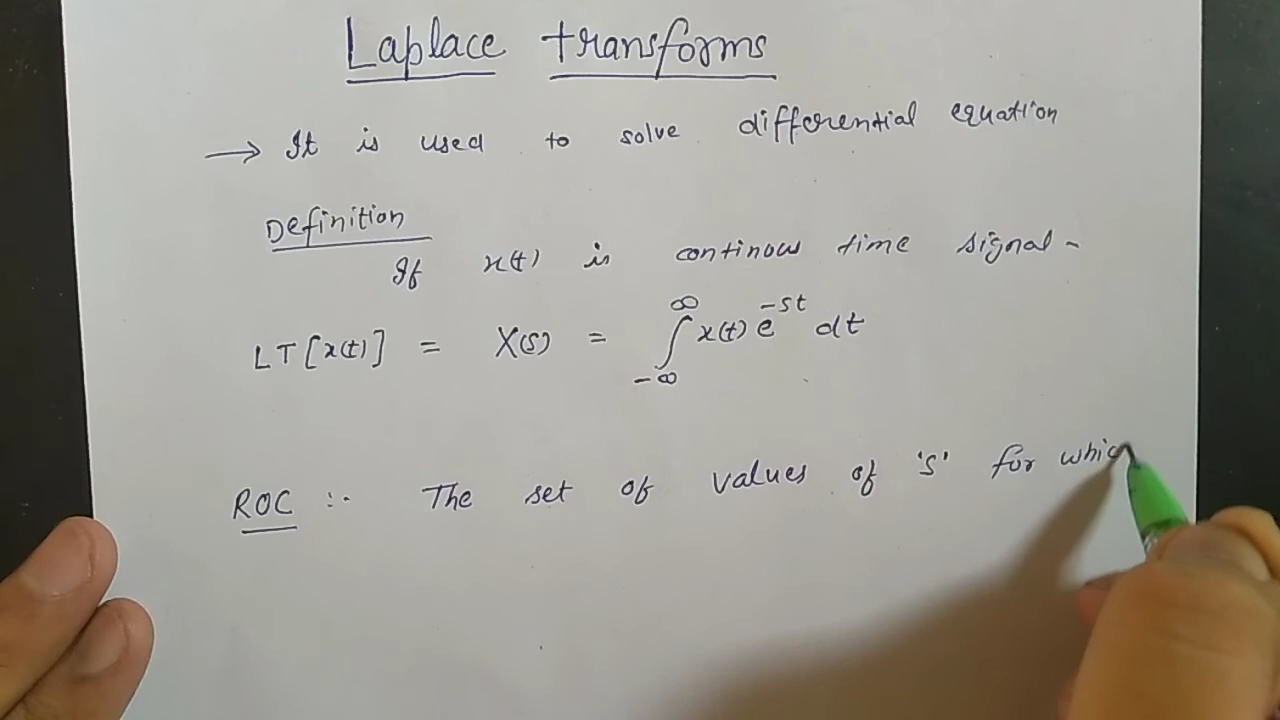 Laplace transforms
→ It is used to solve differential equation
Definition
If x(t) is continous time signal -
LT[x(t)] = X(s) = ∫_{-∞}^{∞} x(t) e^{-st} dt
ROC :- The set of values of 's' for whic